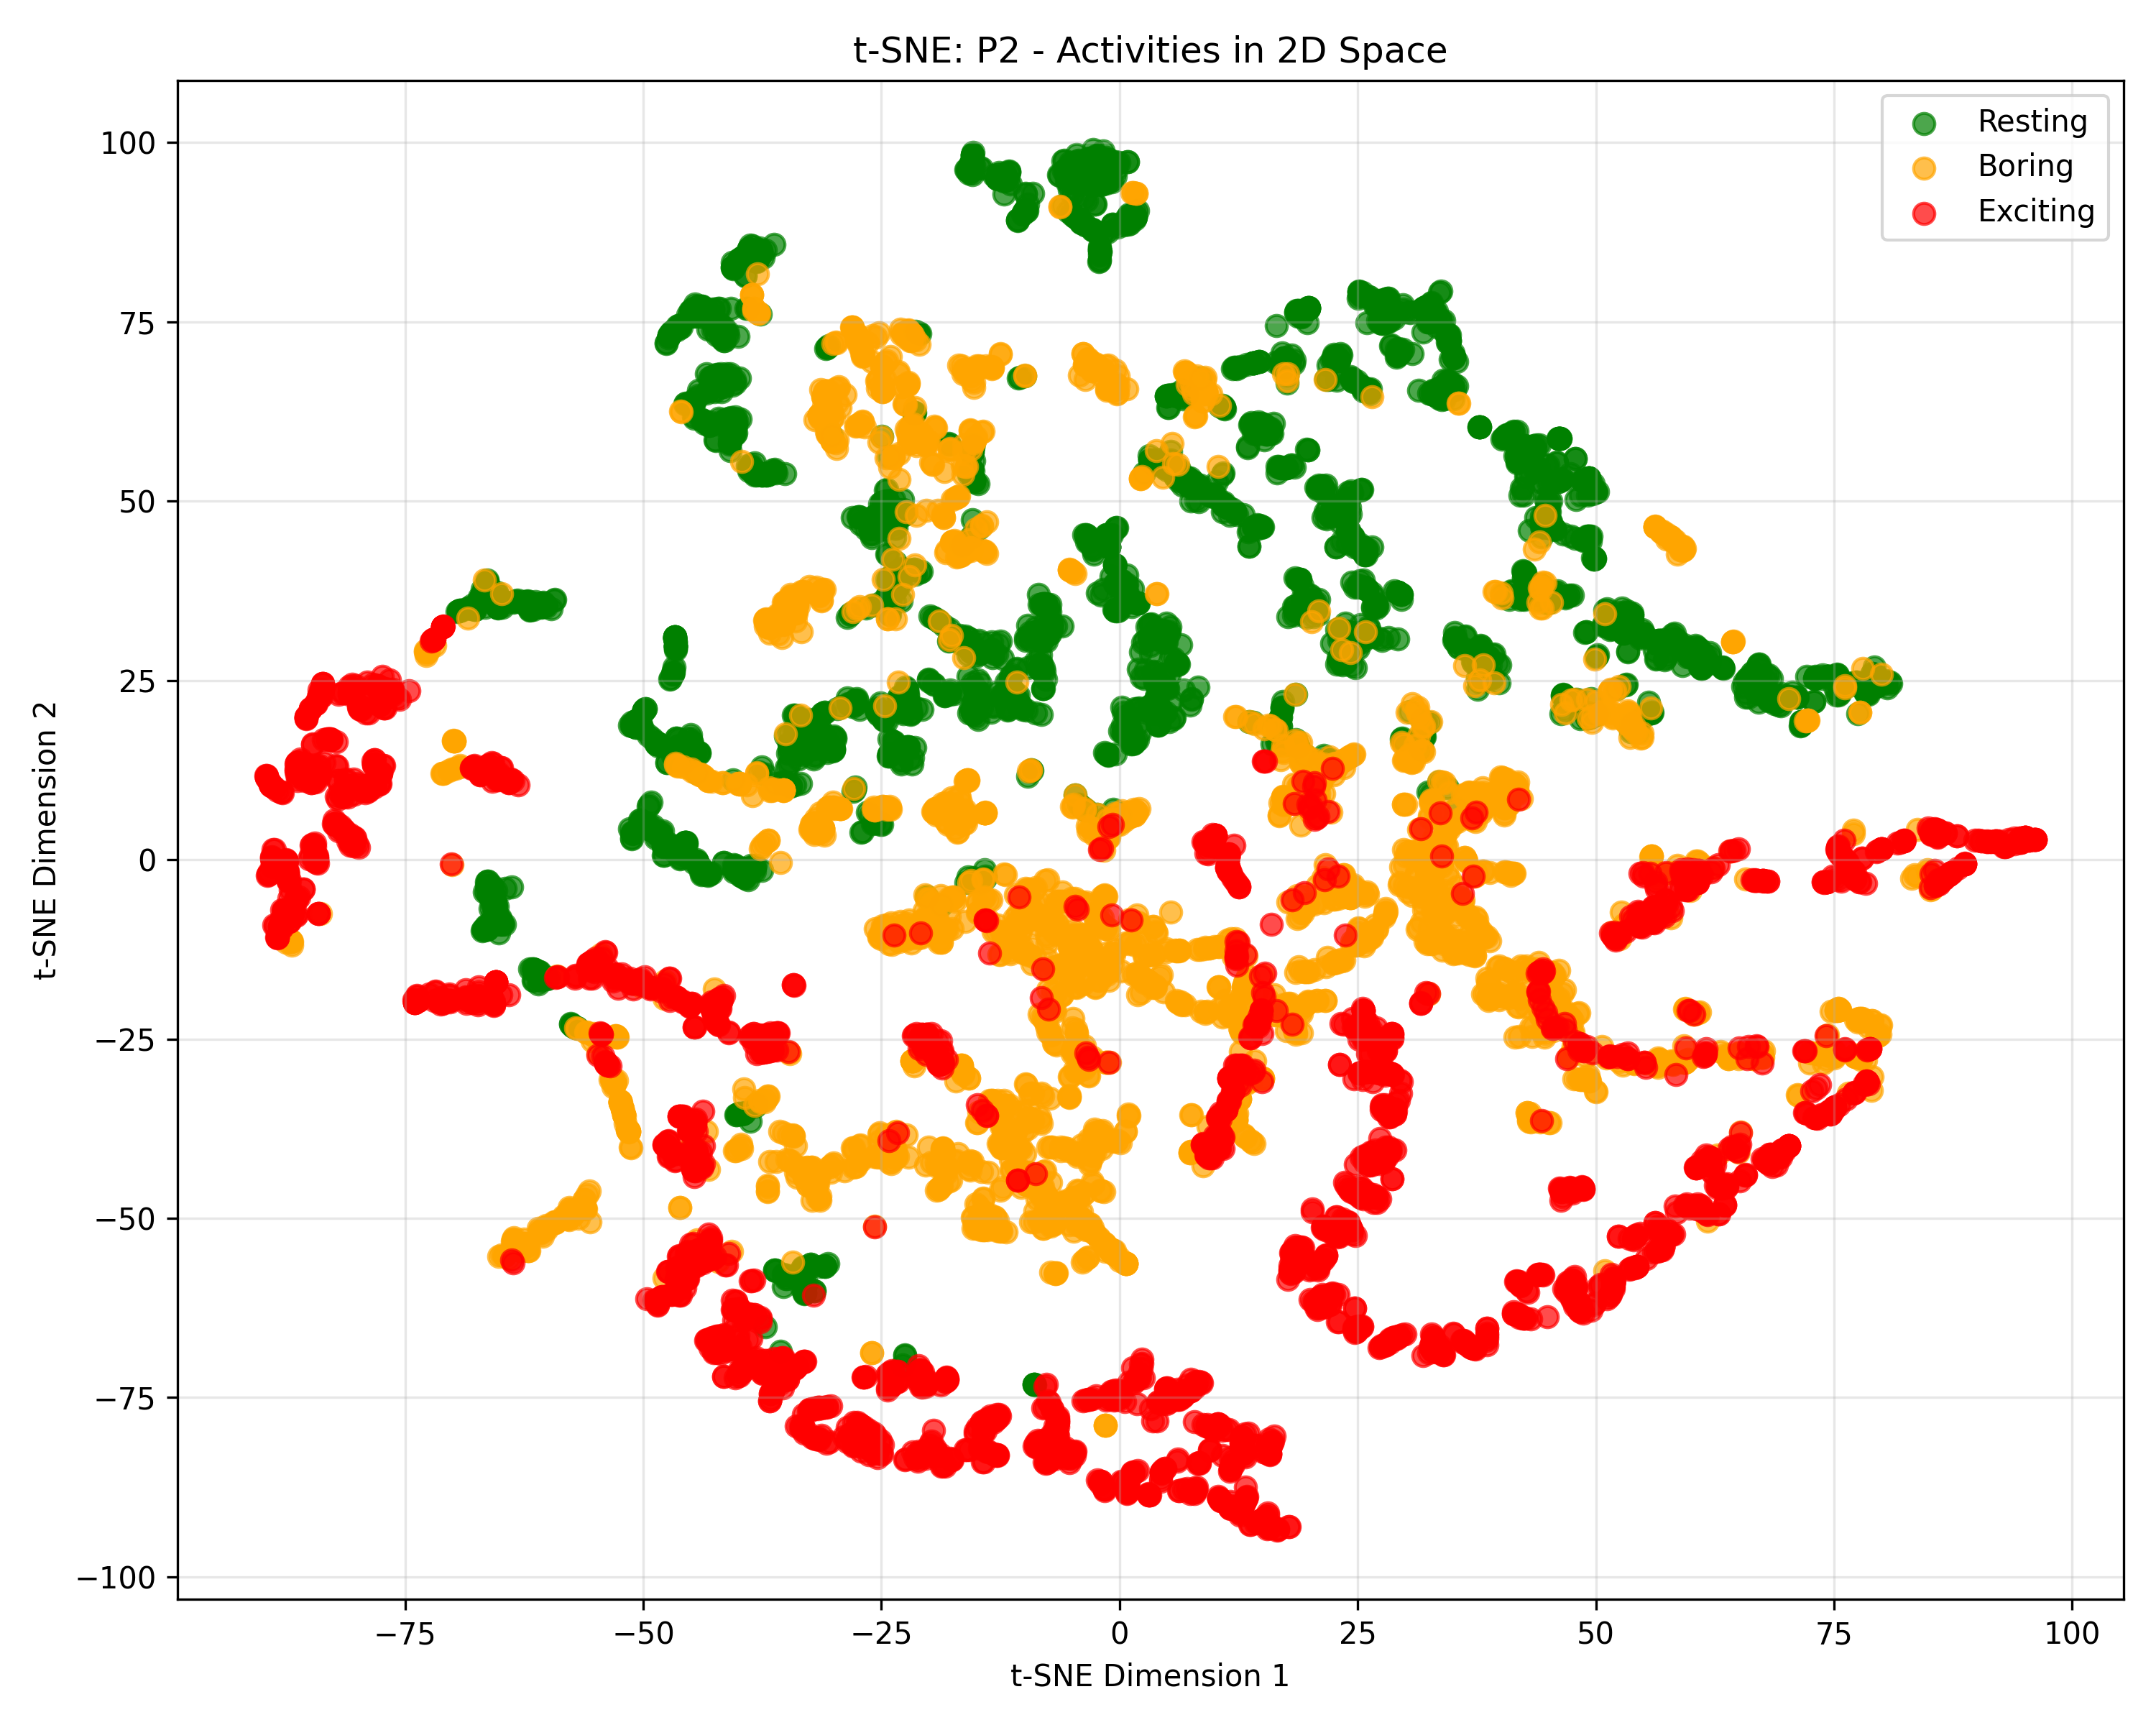 t-SNE: P2 - Activities in 2D Space
Resting
Boring
Exciting
t-SNE Dimension 2
100
75
50
25
0
−25
−50
−75
−100
−75
−50
−25
0
25
50
75
100
t-SNE Dimension 1